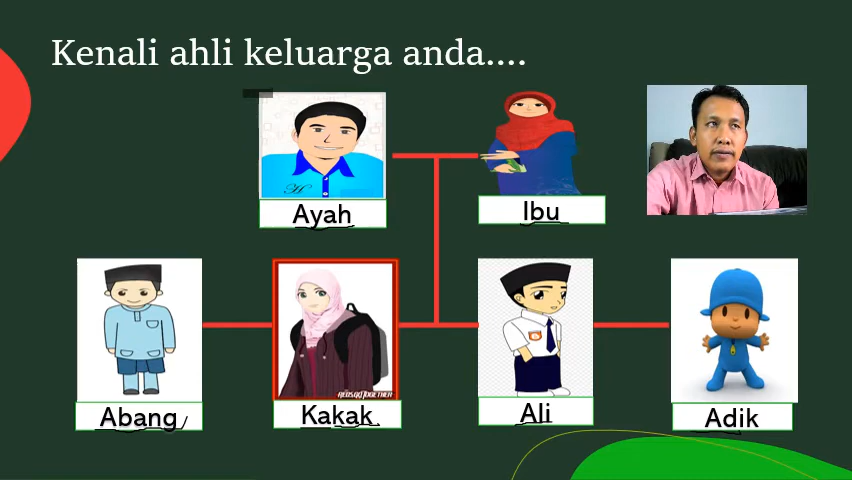 Kenali ahli keluarga anda....
Ayah
Ibu
Abang
Kakak
Ali
Adik